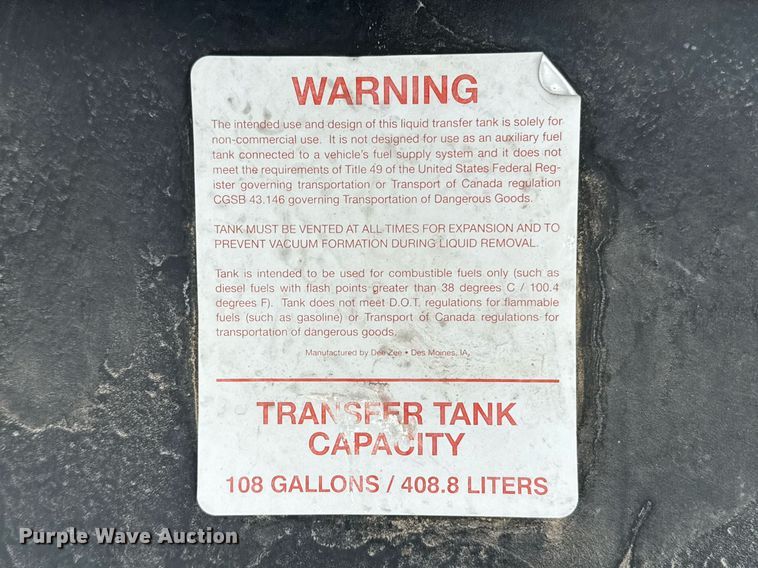 WARNING
The intended use and design of this liquid transfer tank is solely for
non-commercial use. It is not designed for use as an auxiliary fuel
tank connected to a vehicle's fuel supply system and it does not
meet the requirements of Title 49 of the United States Federal Reg-
ister governing transportation or Transport of Canada regulation
CGSB 43.146 governing Transportation of Dangerous Goods.
TANK MUST BE VENTED AT ALL TIMES FOR EXPANSION AND TO
PREVENT VACUUM FORMATION DURING LIQUID REMOVAL.
Tank is intended to be used for combustible fuels only (such as
diesel fuels with flash points greater than 38 degrees C / 100.4
degrees F). Tank does not meet D.O.T. regulations for flammable
fuels (such as gasoline) or Transport of Canada regulations for
transportation of dangerous goods.
Manufactured by Dee Zee • Des Moines, IA,
TRANSFER TANK
CAPACITY
108 GALLONS / 408.8 LITERS
Purple Wave Auction